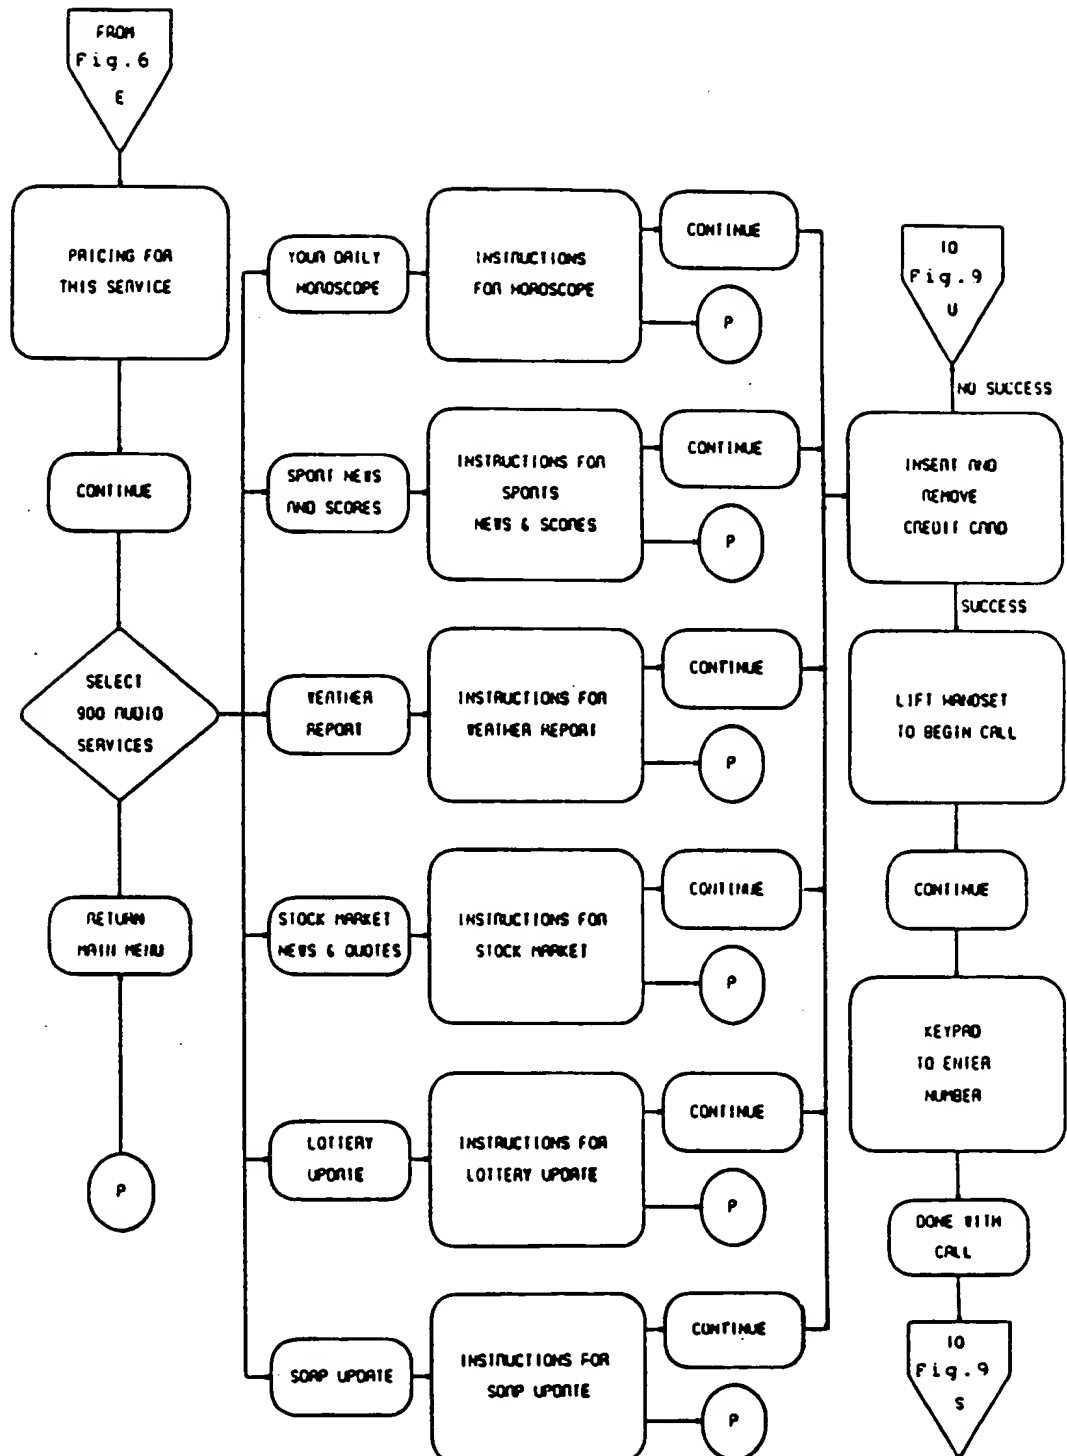 FROM
Fig.6
E
PRICING FOR
THIS SERVICE
CONTINUE
SELECT
900 AUDIO
SERVICES
RETURN
MAIN MENU
P
YOUR DAILY
HOROSCOPE
INSTRUCTIONS
FOR HOROSCOPE
CONTINUE
P
SPORT NEWS
AND SCORES
INSTRUCTIONS FOR
SPORTS
NEWS & SCORES
CONTINUE
P
WEATHER
REPORT
INSTRUCTIONS FOR
WEATHER REPORT
CONTINUE
P
STOCK MARKET
NEWS & QUOTES
INSTRUCTIONS FOR
STOCK MARKET
CONTINUE
P
LOTTERY
UPDATE
INSTRUCTIONS FOR
LOTTERY UPDATE
CONTINUE
P
SOAP UPDATE
INSTRUCTIONS FOR
SOAP UPDATE
CONTINUE
P
TO
Fig.9
U
NO SUCCESS
INSERT AND
REMOVE
CREDIT CARD
SUCCESS
LIFT HANDSET
TO BEGIN CALL
CONTINUE
KEYPAD
TO ENTER
NUMBER
DONE WITH
CALL
TO
Fig.9
S